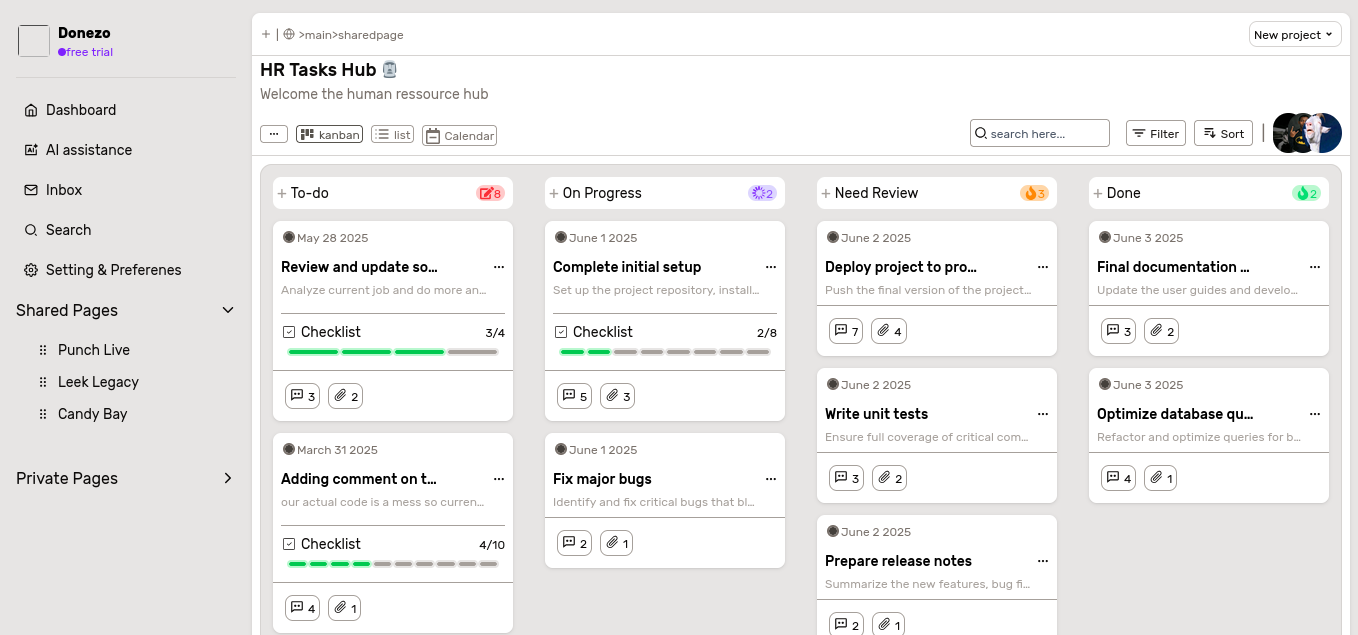 Donezo
free trial
Dashboard
AI assistance
Inbox
Search
Setting & Preferenes
Shared Pages
Punch Live
Leek Legacy
Candy Bay
Private Pages
+ | >main>sharedpage
New project
HR Tasks Hub
Welcome the human ressource hub
... kanban list Calendar
search here... Filter Sort |
+ To-do 8
May 28 2025
Review and update so... ...
Analyze current job and do more an...
Checklist 3/4
3 2
March 31 2025
Adding comment on t... ...
our actual code is a mess so curren...
Checklist 4/10
4 1
+ On Progress 2
June 1 2025
Complete initial setup ...
Set up the project repository, install...
Checklist 2/8
5 3
June 1 2025
Fix major bugs ...
Identify and fix critical bugs that bl...
2 1
+ Need Review 3
June 2 2025
Deploy project to pro... ...
Push the final version of the project...
7 4
June 2 2025
Write unit tests ...
Ensure full coverage of critical com...
3 2
June 2 2025
Prepare release notes ...
Summarize the new features, bug fi...
2 1
+ Done 2
June 3 2025
Final documentation ... ...
Update the user guides and develo...
3 2
June 3 2025
Optimize database qu... ...
Refactor and optimize queries for b...
4 1